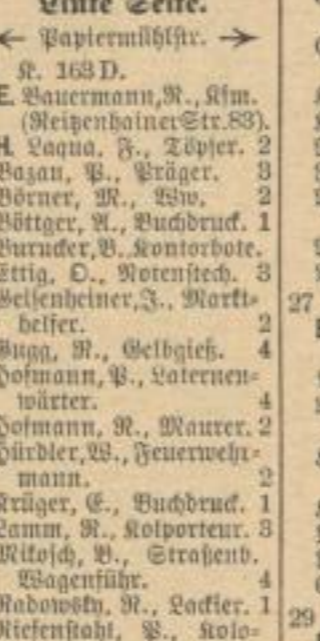 Linke Seite.
← Papiermühlstr. →
K. 163 D.
E. Bauermann, R., Kfm.
(Reitzenhainer Str. 83).
H. Laqua, F., Töpfer. 2
Bazan, P., Präger. 3
Börner, M., Ww. 2
Böttger, A., Buchdruck. 1
Burucker, B., Kontorbote.
Ettig, O., Notenstech. 3
Geisenheiner, J., Markt-
helfer. 2
Gugg, R., Gelbgieß. 4
Hofmann, P., Laternen-
wärter. 4
Hofmann, R., Maurer. 2
Hürdler, W., Feuerwehr-
mann. 2
Krüger, E., Buchdruck. 1
Lamm, R., Kolporteur. 3
Mikosch, B., Straßenb.
Wagenführ. 4
Radowsky, R., Lackier. 1
Riefenstahl, P., Kolo-
27
29